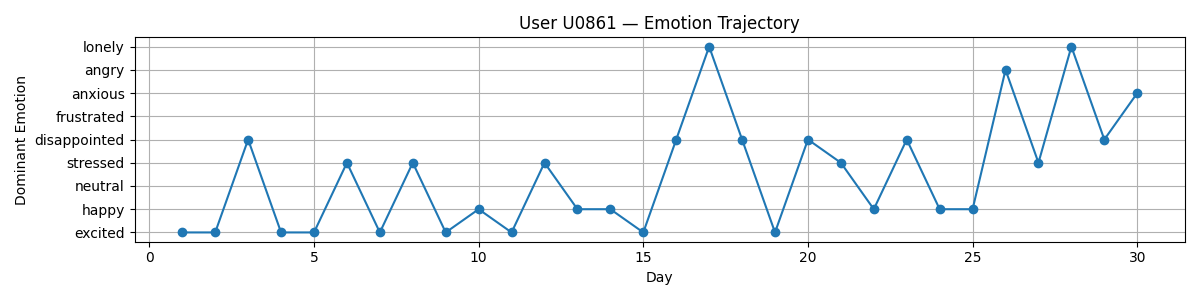 User U0861 — Emotion Trajectory
Dominant Emotion
lonely
angry
anxious
frustrated
disappointed
stressed
neutral
happy
excited
0 5 10 15 20 25 30
Day